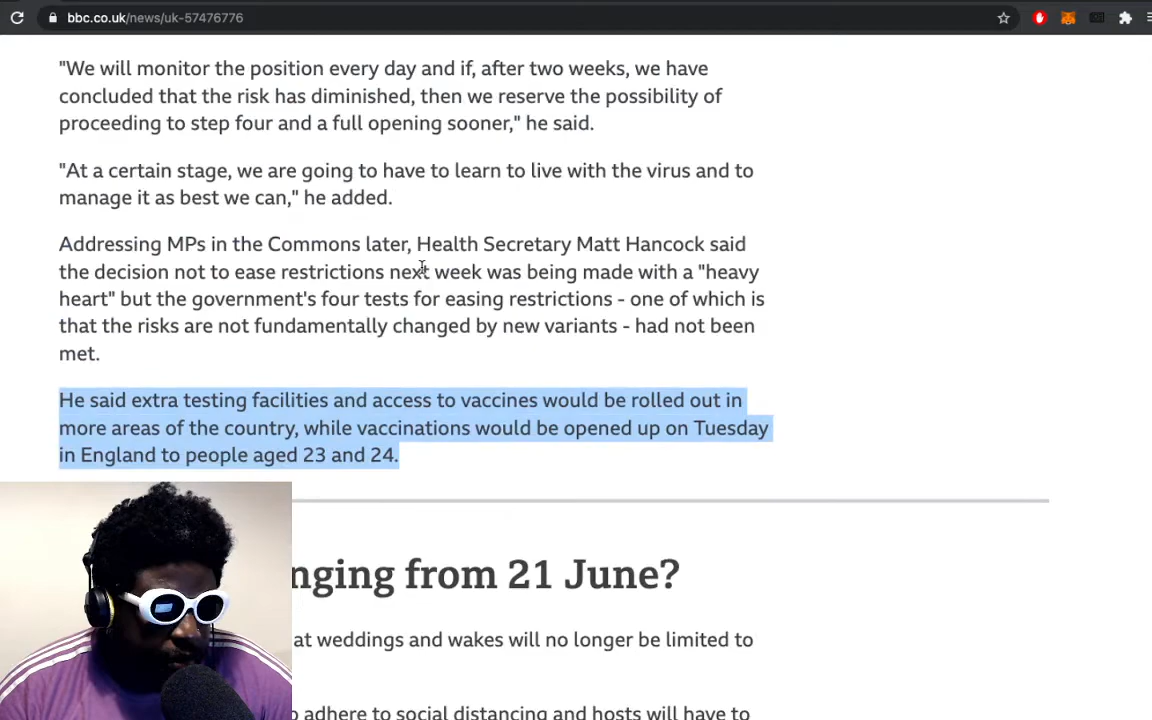 bbc.co.uk/news/uk-57476776
"We will monitor the position every day and if, after two weeks, we have
concluded that the risk has diminished, then we reserve the possibility of
proceeding to step four and a full opening sooner," he said.
"At a certain stage, we are going to have to learn to live with the virus and to
manage it as best we can," he added.
Addressing MPs in the Commons later, Health Secretary Matt Hancock said
the decision not to ease restrictions next week was being made with a "heavy
heart" but the government's four tests for easing restrictions - one of which is
that the risks are not fundamentally changed by new variants - had not been
met.
He said extra testing facilities and access to vaccines would be rolled out in
more areas of the country, while vaccinations would be opened up on Tuesday
in England to people aged 23 and 24.
nging from 21 June?
at weddings and wakes will no longer be limited to
o adhere to social distancing and hosts will have to